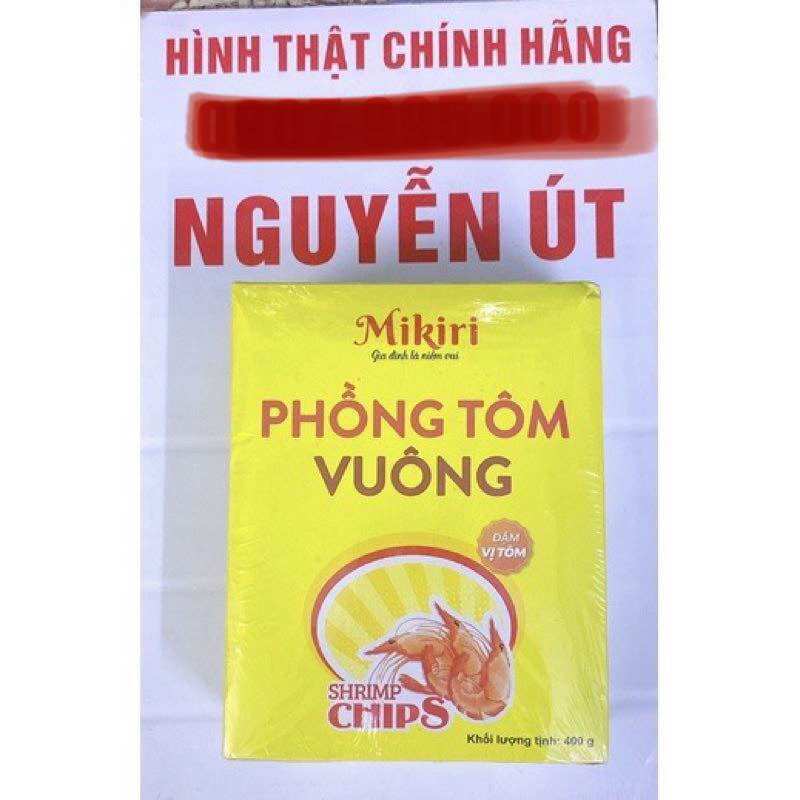 HÌNH THẬT CHÍNH HÃNG
NGUYỄN ÚT
Mikiri
Gia đình là niềm vui
PHỒNG TÔM
VUÔNG
ĐẬM
VỊ TÔM
SHRIMP
CHIPS
Khối lượng tịnh: 400 g